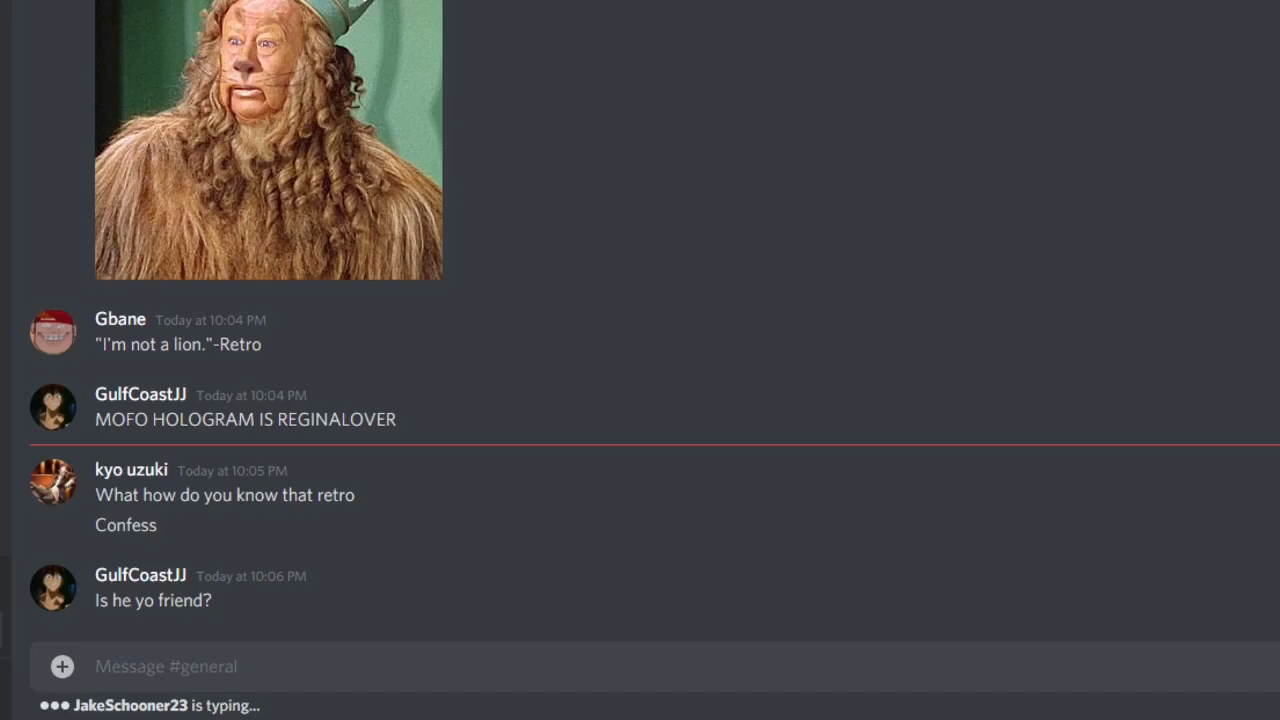 Gbane Today at 10:04 PM
"I'm not a lion."-Retro
GulfCoastJJ Today at 10:04 PM
MOFO HOLOGRAM IS REGINALOVER
kyo uzuki Today at 10:05 PM
What how do you know that retro
Confess
GulfCoastJJ Today at 10:06 PM
Is he yo friend?
Message #general
JakeSchooner23 is typing...